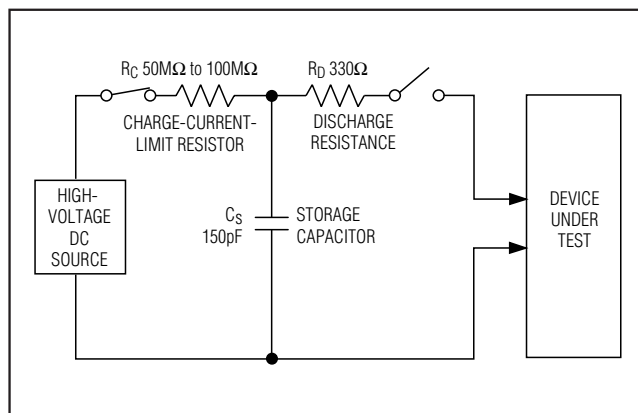 R_C 50MΩ to 100MΩ
CHARGE-CURRENT-
LIMIT RESISTOR
R_D 330Ω
DISCHARGE
RESISTANCE
HIGH-
VOLTAGE
DC
SOURCE
C_S
150pF
STORAGE
CAPACITOR
DEVICE
UNDER
TEST